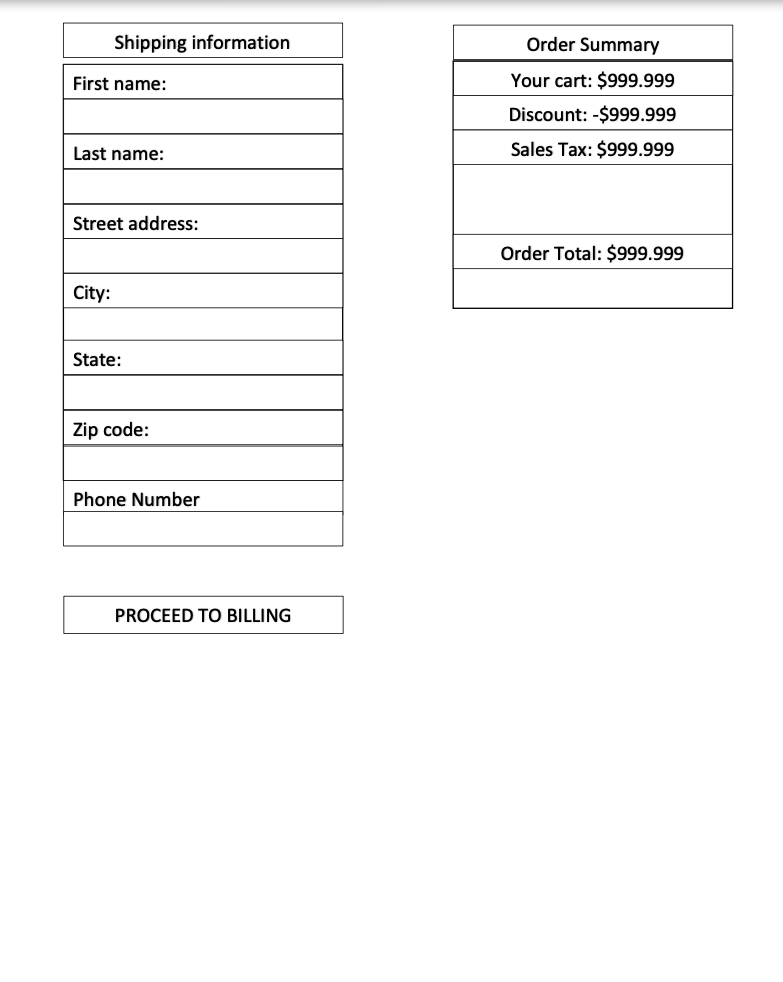 Shipping information
First name:
Last name:
Street address:
City:
State:
Zip code:
Phone Number
PROCEED TO BILLING
Order Summary
Your cart: $999.999
Discount: -$999.999
Sales Tax: $999.999
Order Total: $999.999